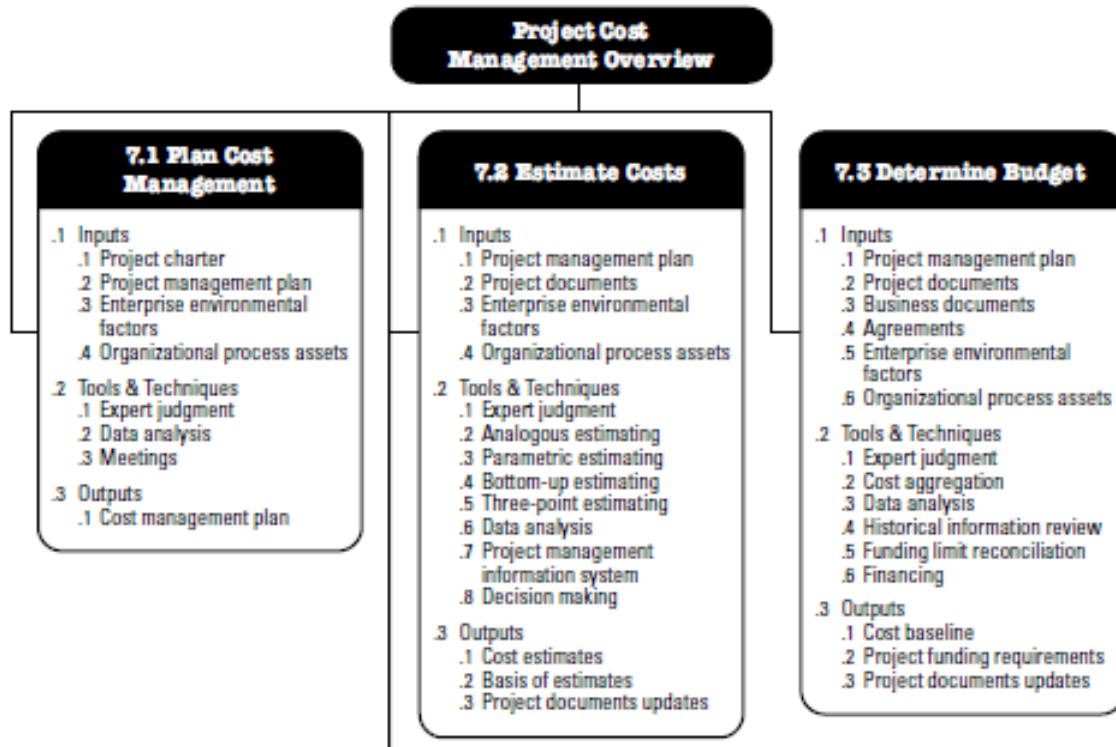 Project Cost
Management Overview
7.1 Plan Cost
Management
.1 Inputs
.1 Project charter
.2 Project management plan
.3 Enterprise environmental
factors
.4 Organizational process assets
.2 Tools & Techniques
.1 Expert judgment
.2 Data analysis
.3 Meetings
.3 Outputs
.1 Cost management plan
7.2 Estimate Costs
.1 Inputs
.1 Project management plan
.2 Project documents
.3 Enterprise environmental
factors
.4 Organizational process assets
.2 Tools & Techniques
.1 Expert judgment
.2 Analogous estimating
.3 Parametric estimating
.4 Bottom-up estimating
.5 Three-point estimating
.6 Data analysis
.7 Project management
information system
.8 Decision making
.3 Outputs
.1 Cost estimates
.2 Basis of estimates
.3 Project documents updates
7.3 Determine Budget
.1 Inputs
.1 Project management plan
.2 Project documents
.3 Business documents
.4 Agreements
.5 Enterprise environmental
factors
.6 Organizational process assets
.2 Tools & Techniques
.1 Expert judgment
.2 Cost aggregation
.3 Data analysis
.4 Historical information review
.5 Funding limit reconciliation
.6 Financing
.3 Outputs
.1 Cost baseline
.2 Project funding requirements
.3 Project documents updates